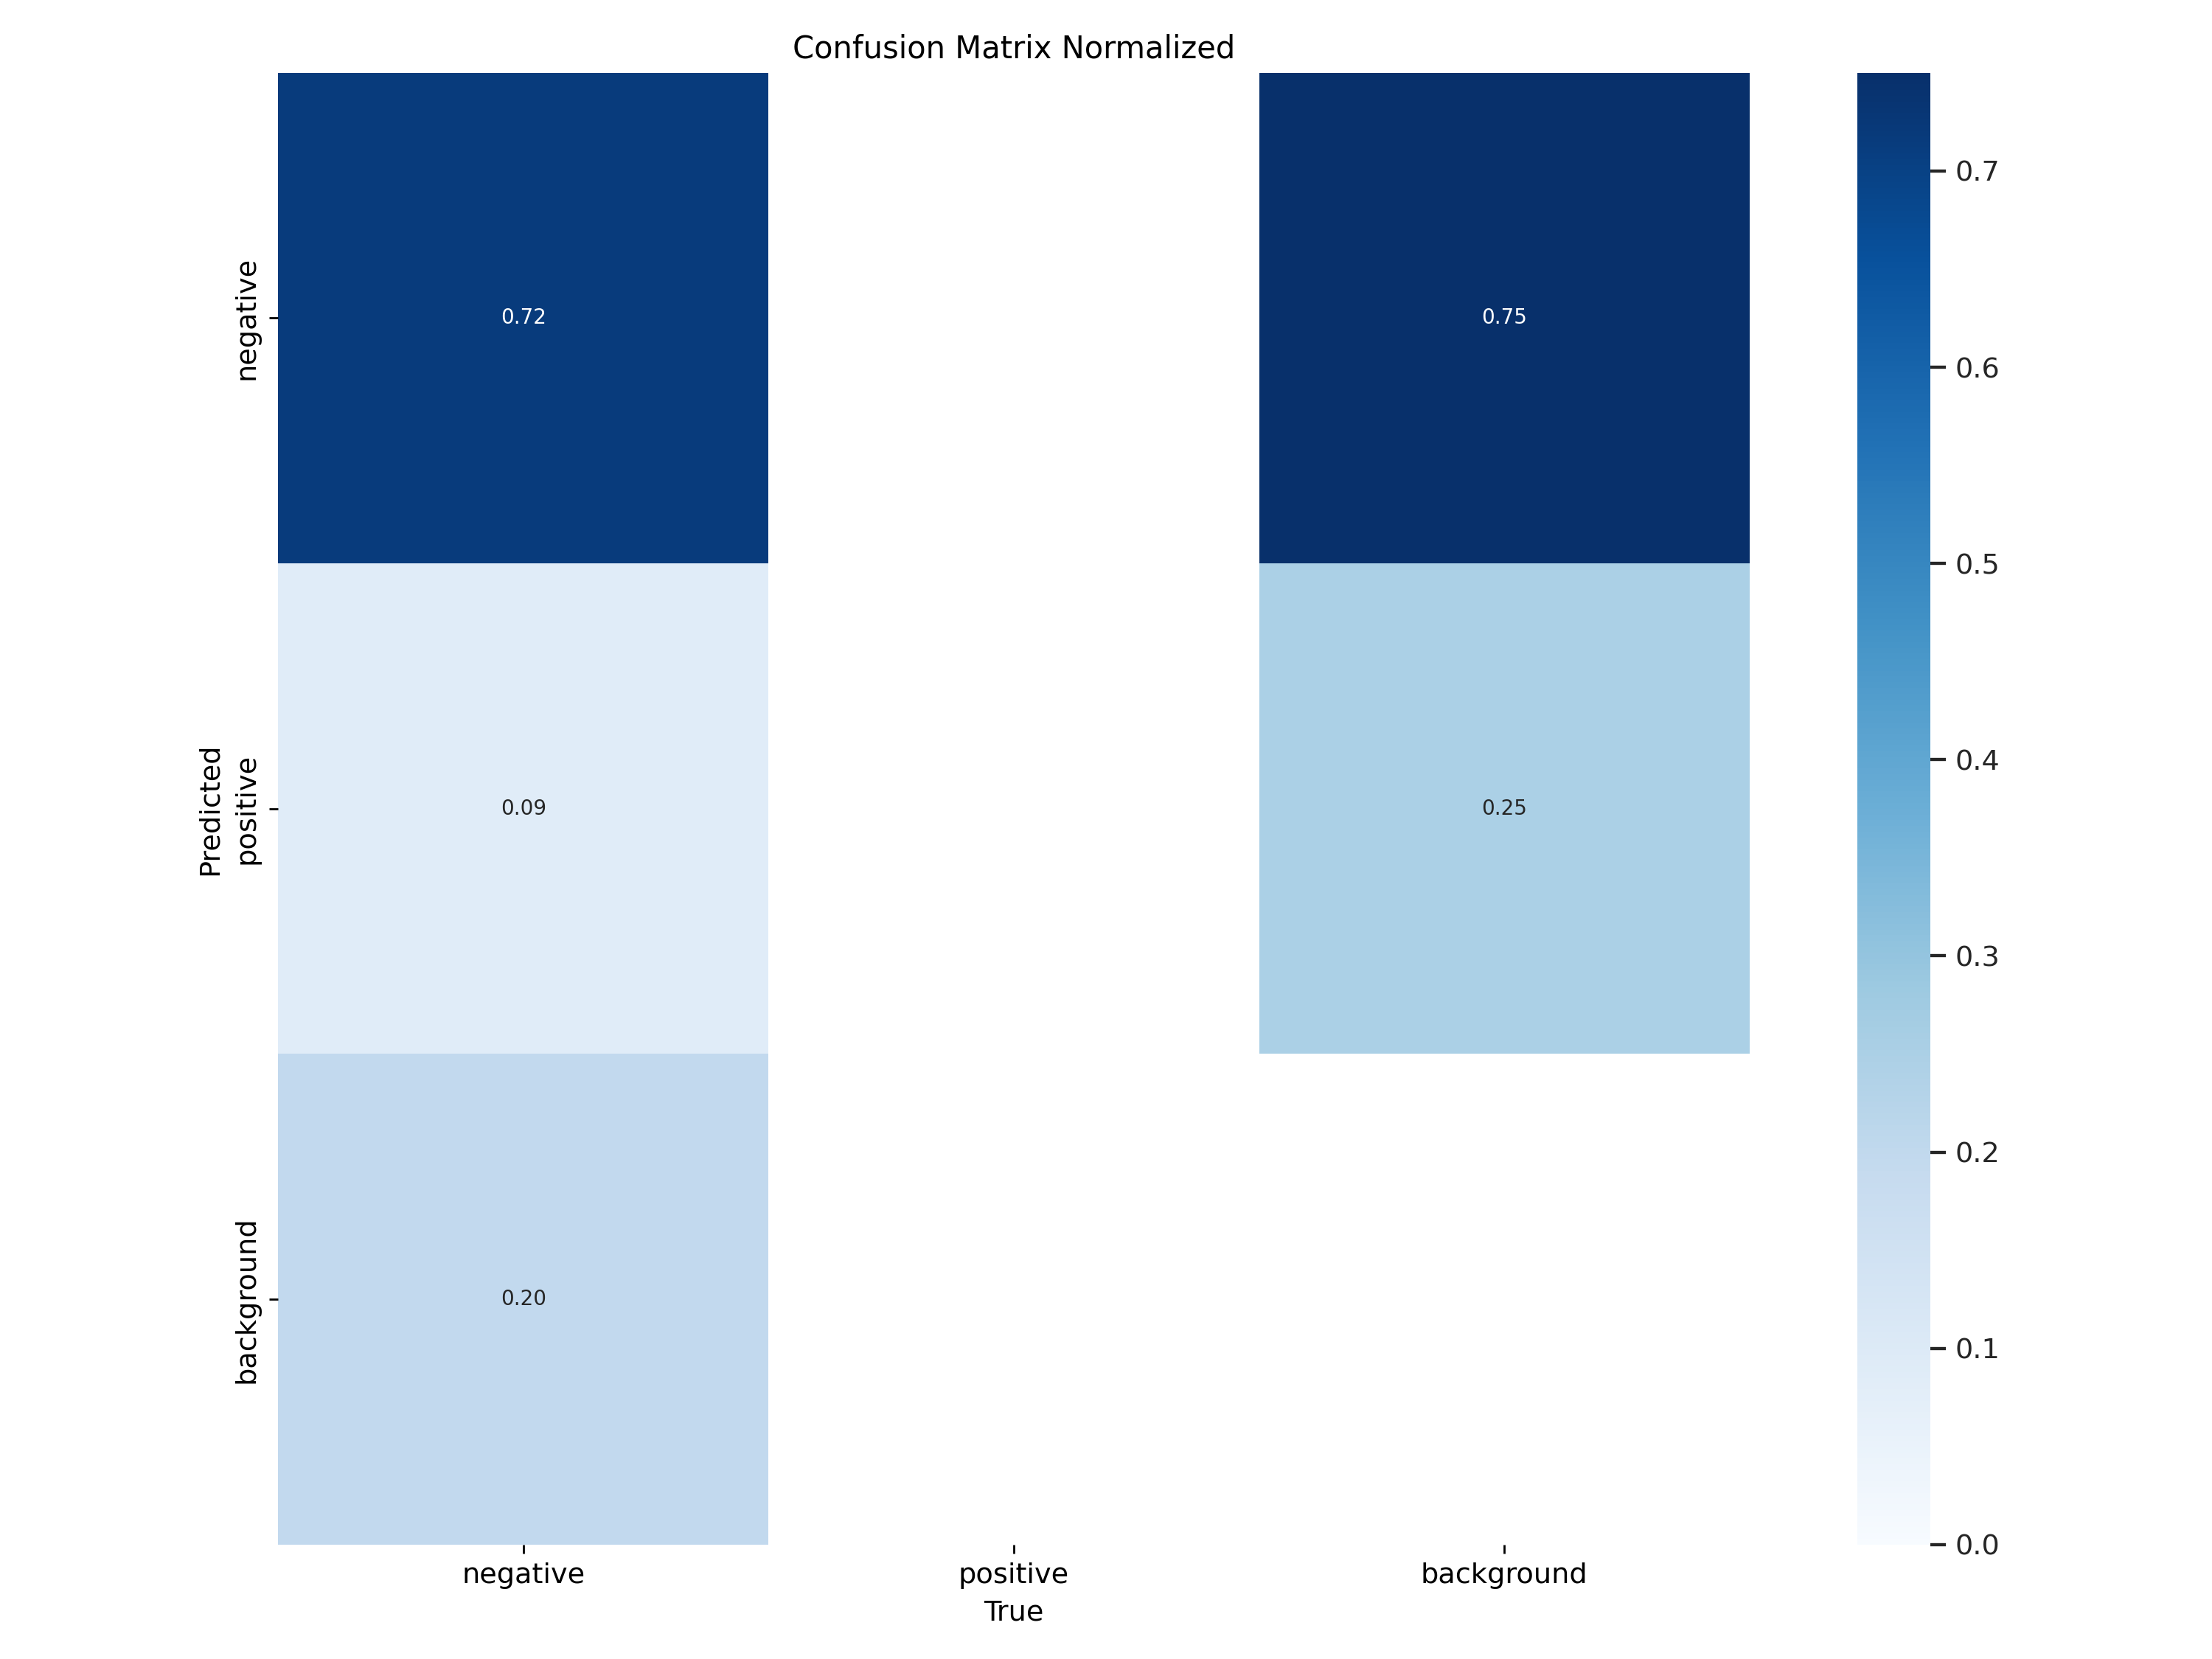 Confusion Matrix Normalized
negative
0.72
0.75
0.7
0.6
0.5
Predicted
positive
0.09
0.25
0.4
0.3
background
0.20
0.2
0.1
0.0
negative
positive
background
True